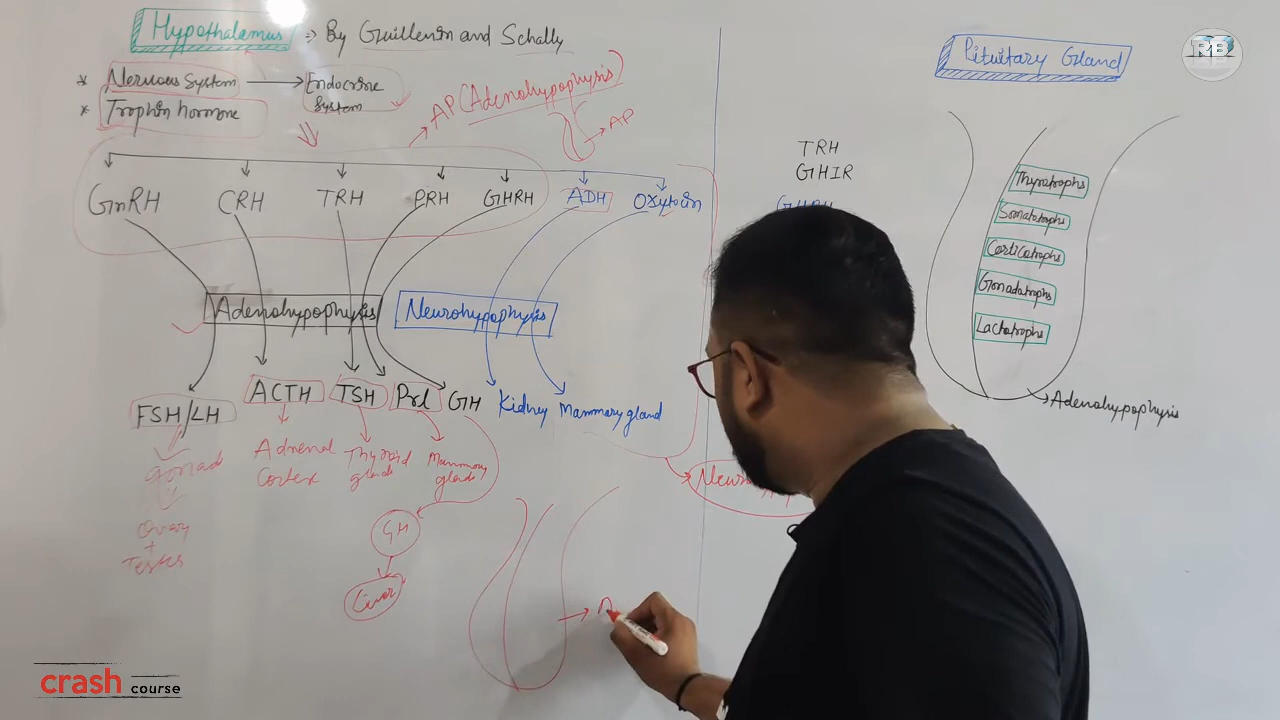 Hypothalamus :- By Guillemin and Schally
* Nervous System → Endocrine System
* Trophin hormone
AP (Adenohypophysis)
AP
GnRH CRH TRH PRH GHRH ADH Oxytocin
Adenohypophysis Neurohypophysis
FSH/LH ACTH TSH Prl GH Kidney Mammary gland
gonad
Ovary
+
Testes
Adrenal
Cortex
Thyroid
gland
Mammary
gland
GH
Liver
Pituitary Gland
RB
TRH
GHIR
Thyrotrophs
Somatotrophs
Corticotrophs
Gonadotrophs
Lactotrophs
Adenohypophysis
crash course